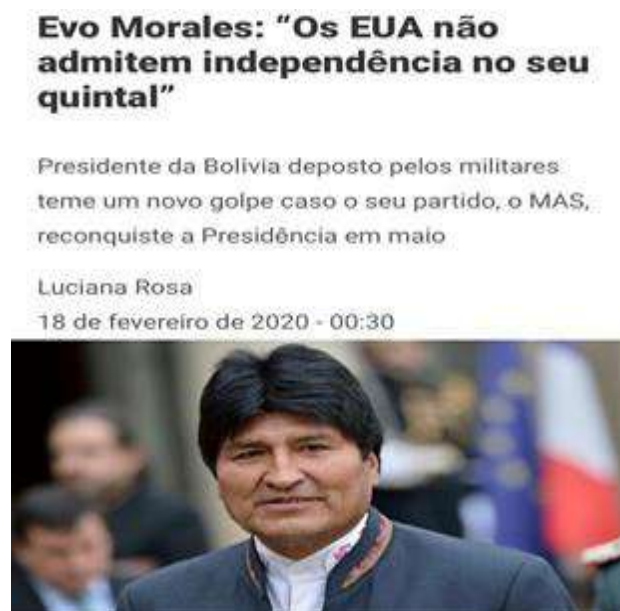 Evo Morales: “Os EUA não
admitem independência no seu
quintal”
Presidente da Bolívia deposto pelos militares
teme um novo golpe caso o seu partido, o MAS,
reconquiste a Presidência em maio
Luciana Rosa
18 de fevereiro de 2020 - 00:30